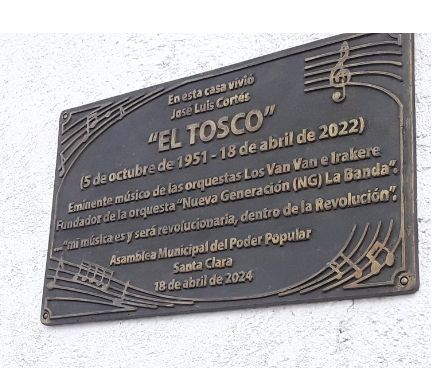 En esta casa vivió
José Luis Cortés
"EL TOSCO"
(5 de octubre de 1951 - 18 de abril de 2022)
Eminente músico de las orquestas Los Van Van e Irakere
Fundador de la orquesta "Nueva Generación (NG) La Banda".
..."mi música es y será revolucionaria, dentro de la Revolución".
Asamblea Municipal del Poder Popular
Santa Clara
18 de abril de 2024